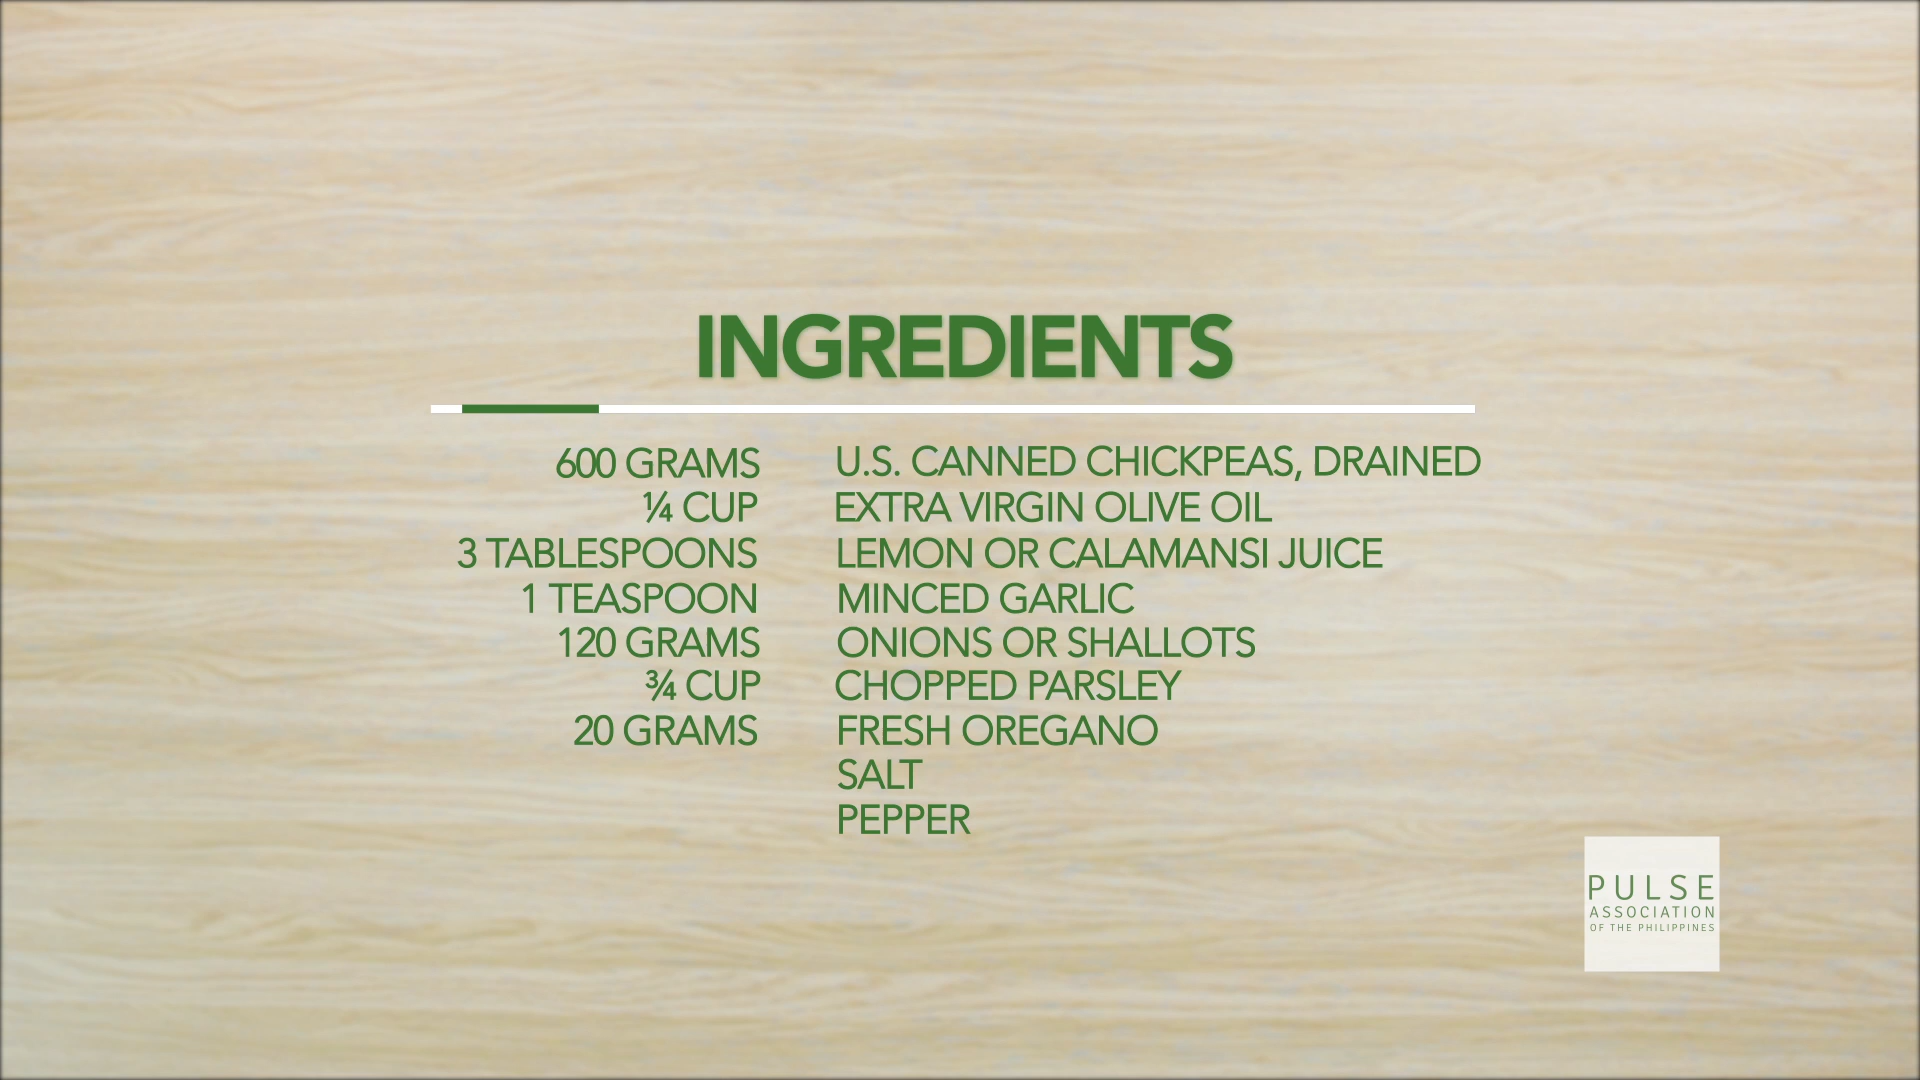 INGREDIENTS
600 GRAMS U.S. CANNED CHICKPEAS, DRAINED
¼ CUP EXTRA VIRGIN OLIVE OIL
3 TABLESPOONS LEMON OR CALAMANSI JUICE
1 TEASPOON MINCED GARLIC
120 GRAMS ONIONS OR SHALLOTS
¾ CUP CHOPPED PARSLEY
20 GRAMS FRESH OREGANO
SALT
PEPPER
PULSE
ASSOCIATION
OF THE PHILIPPINES